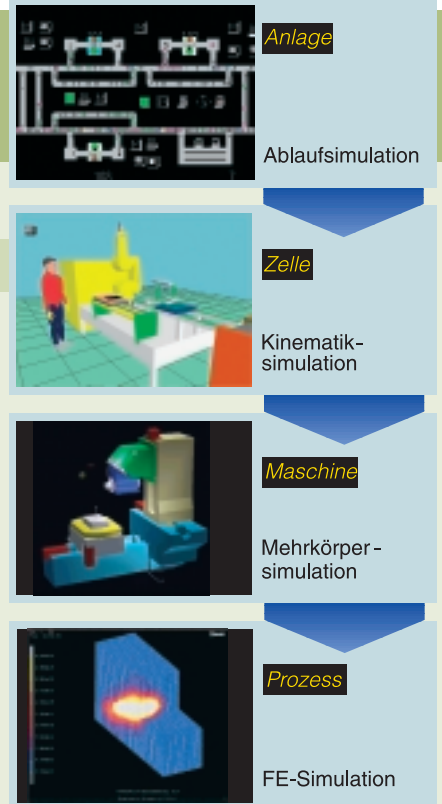 Anlage
Ablaufsimulation
Zelle
Kinematik-
simulation
Maschine
Mehrkörper-
simulation
Prozess
FE-Simulation